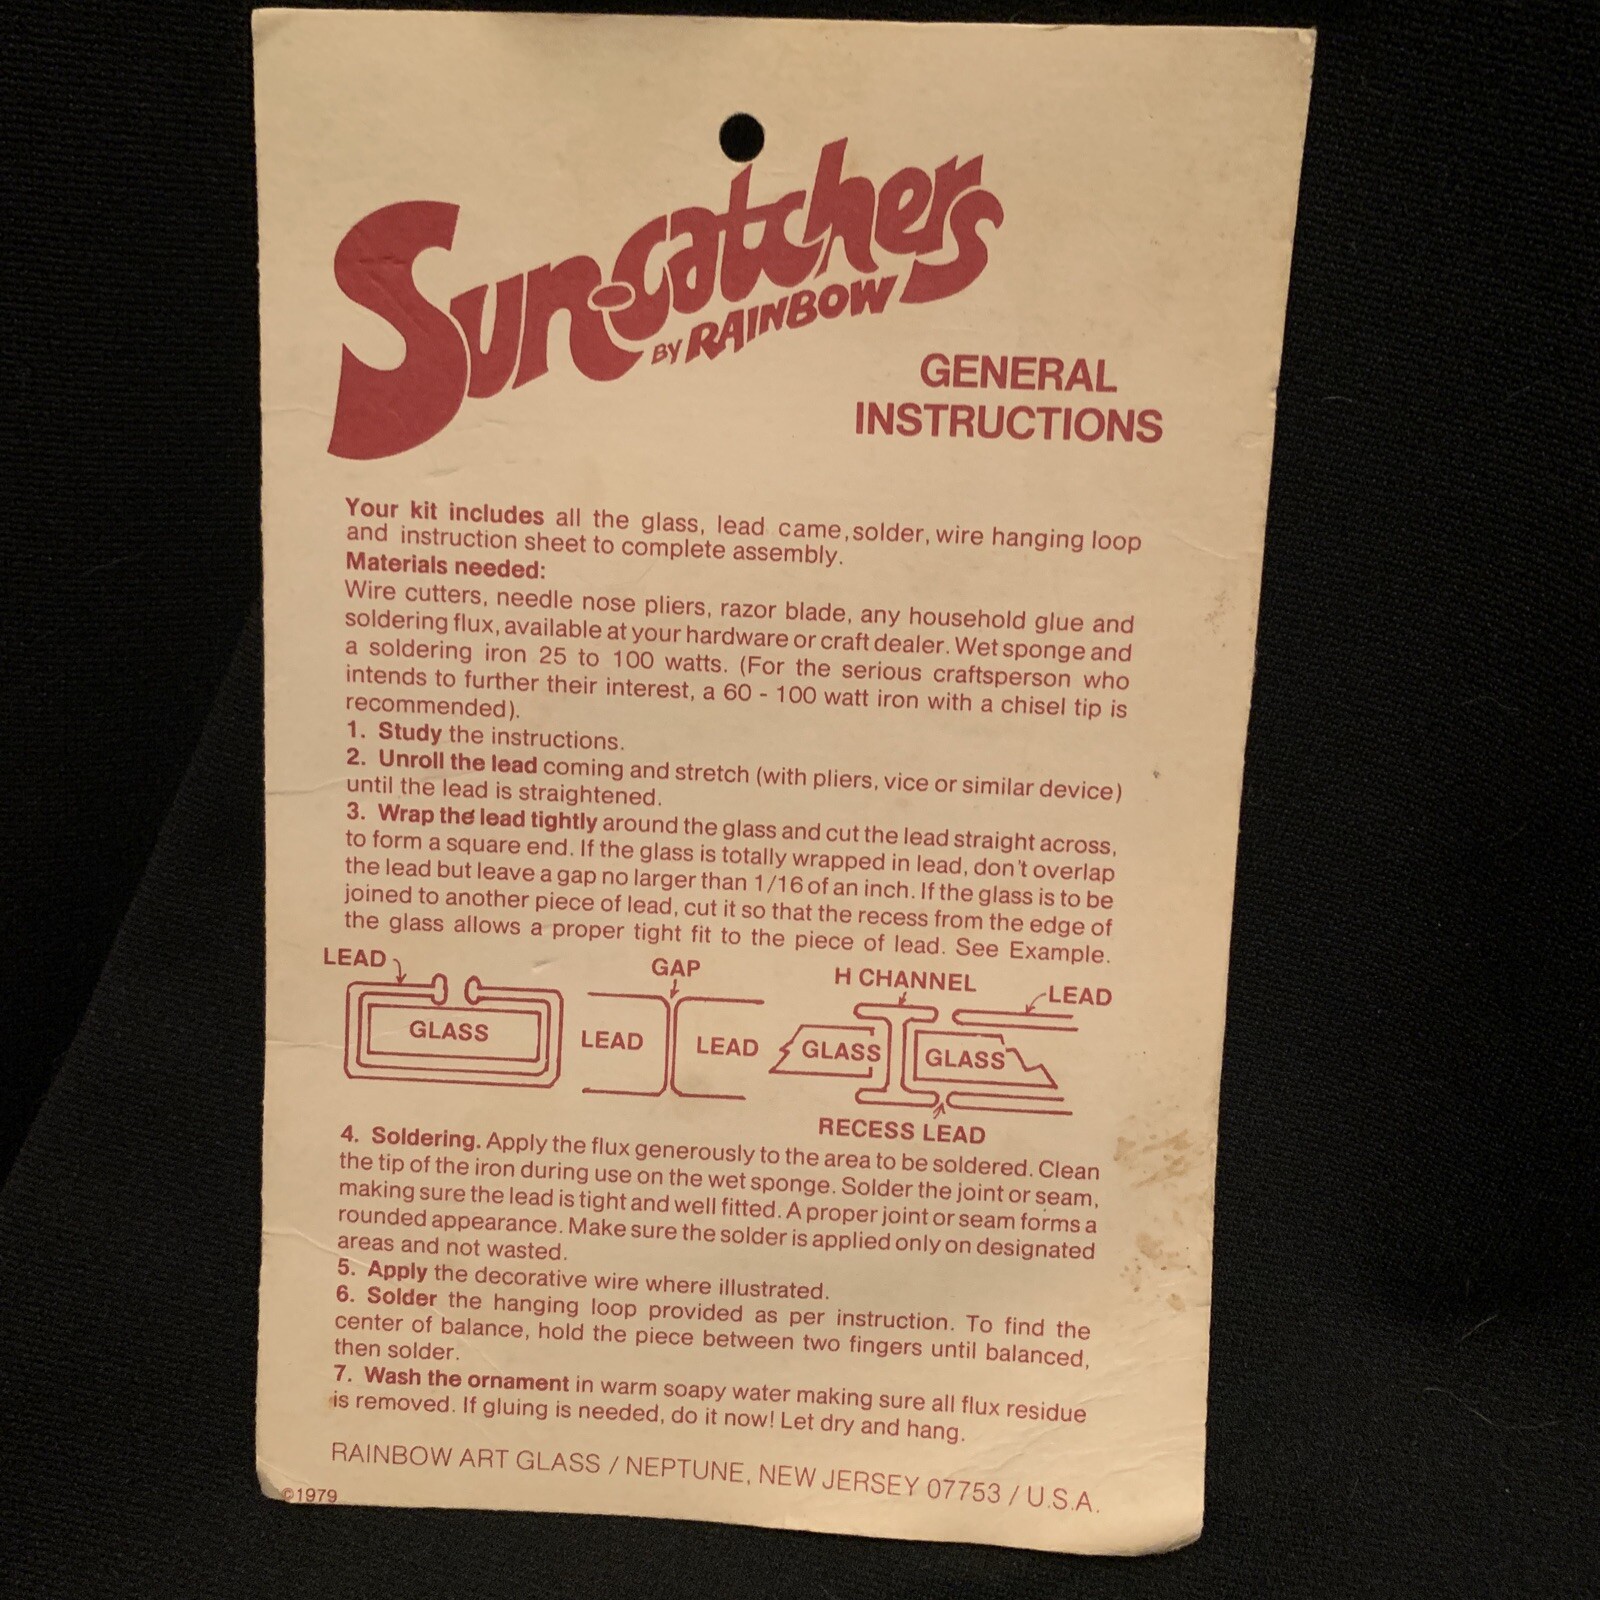 Sun-catchers
BY RAINBOW
GENERAL
INSTRUCTIONS
Your kit includes all the glass, lead came, solder, wire hanging loop
and instruction sheet to complete assembly.
Materials needed:
Wire cutters, needle nose pliers, razor blade, any household glue and
soldering flux, available at your hardware or craft dealer. Wet sponge and
a soldering iron 25 to 100 watts. (For the serious craftsperson who
intends to further their interest, a 60 - 100 watt iron with a chisel tip is
recommended).
1. Study the instructions.
2. Unroll the lead coming and stretch (with pliers, vice or similar device)
until the lead is straightened.
3. Wrap the lead tightly around the glass and cut the lead straight across,
to form a square end. If the glass is totally wrapped in lead, don't overlap
the lead but leave a gap no larger than 1/16 of an inch. If the glass is to be
joined to another piece of lead, cut it so that the recess from the edge of
the glass allows a proper tight fit to the piece of lead. See Example.
LEAD GAP H CHANNEL LEAD
GLASS LEAD LEAD GLASS GLASS
RECESS LEAD
4. Soldering. Apply the flux generously to the area to be soldered. Clean
the tip of the iron during use on the wet sponge. Solder the joint or seam,
making sure the lead is tight and well fitted. A proper joint or seam forms a
rounded appearance. Make sure the solder is applied only on designated
areas and not wasted.
5. Apply the decorative wire where illustrated.
6. Solder the hanging loop provided as per instruction. To find the
center of balance, hold the piece between two fingers until balanced,
then solder.
7. Wash the ornament in warm soapy water making sure all flux residue
is removed. If gluing is needed, do it now! Let dry and hang.
RAINBOW ART GLASS / NEPTUNE, NEW JERSEY 07753 / U.S.A.
©1979